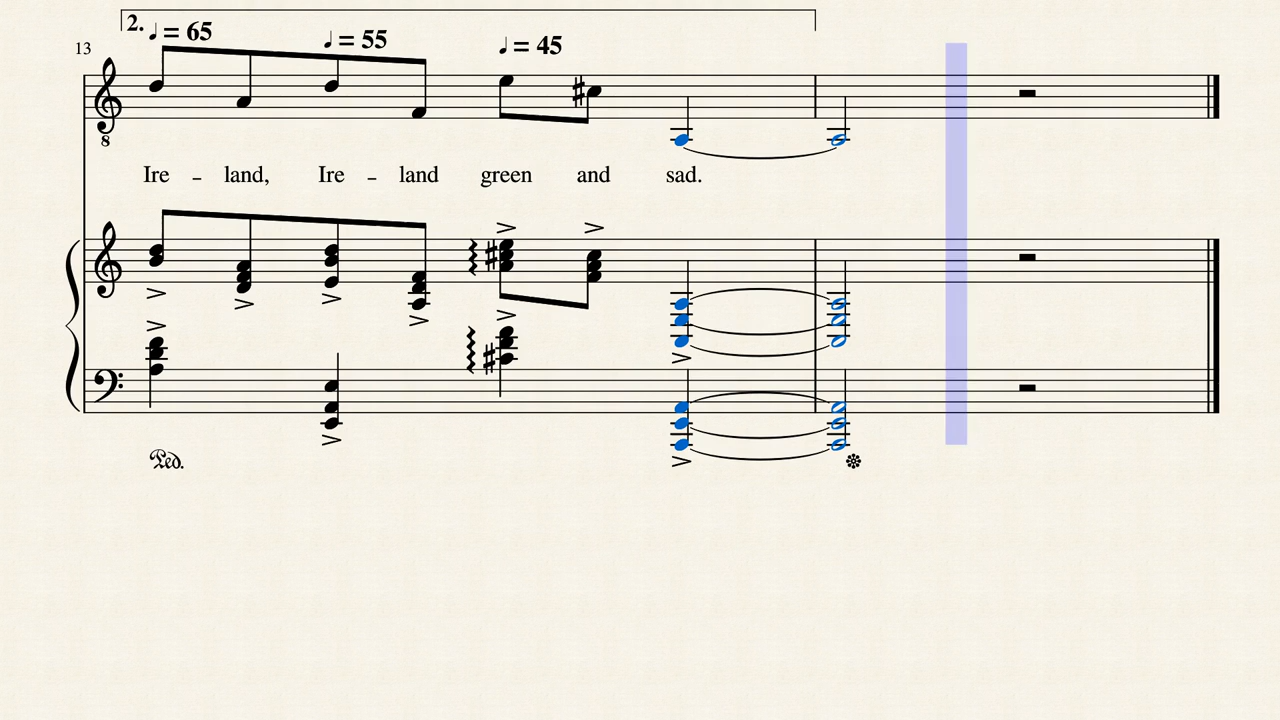 2. ♩ = 65 ♩ = 55 ♩ = 45
13
8
Ire - land, Ire - land green and sad.
Ped.